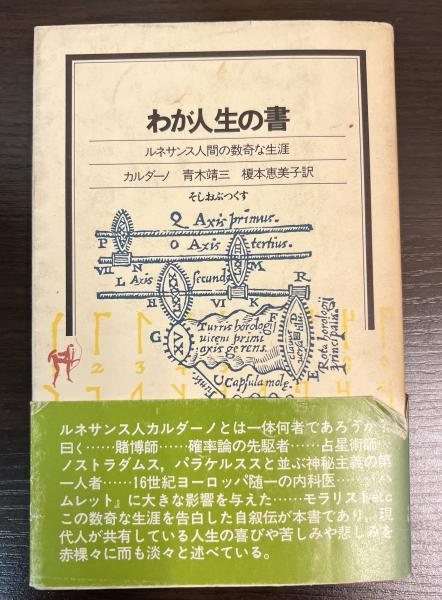 わが人生の書
ルネサンス人間の数奇な生涯
カルダーノ 青木靖三 榎本恵美子訳
そしおぶっくす
Q Axis primus.
P
O Axis tertius.
VII N
M
L Axis secund
R
H
VI K
G
XV
F
Turris horologii
vicem primi
axis gerens.
E
Rota horologij
principalis
U Capsula mole
ルネサンス人カルダーノとは一体何者であろうか?
曰く……賭博師……確率論の先駆者……占星術師…
ノストラダムス，パラケルススと並ぶ神秘主義の第
一人者……16世紀ヨーロッパ随一の内科医……『ハ
ムレット』に大きな影響を与えた……モラリストetc
この数奇な生涯を告白した自叙伝が本書であり、現
代人が共有している人生の喜びや苦しみや悲しみを
赤裸々に而も淡々と述べている。